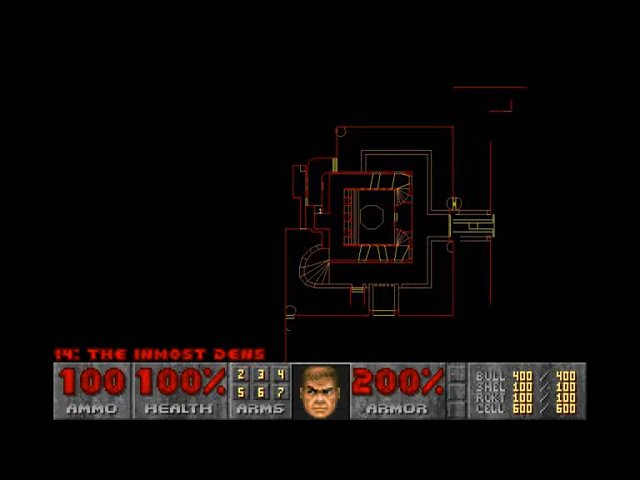 14: THE INMOST DENS
100 100% 2 3 4 200% BULL 400 / 400
5 6 7 SHEL 100 / 100
RCKT 100 / 100
AMMO HEALTH ARMS ARMOR CELL 600 / 600